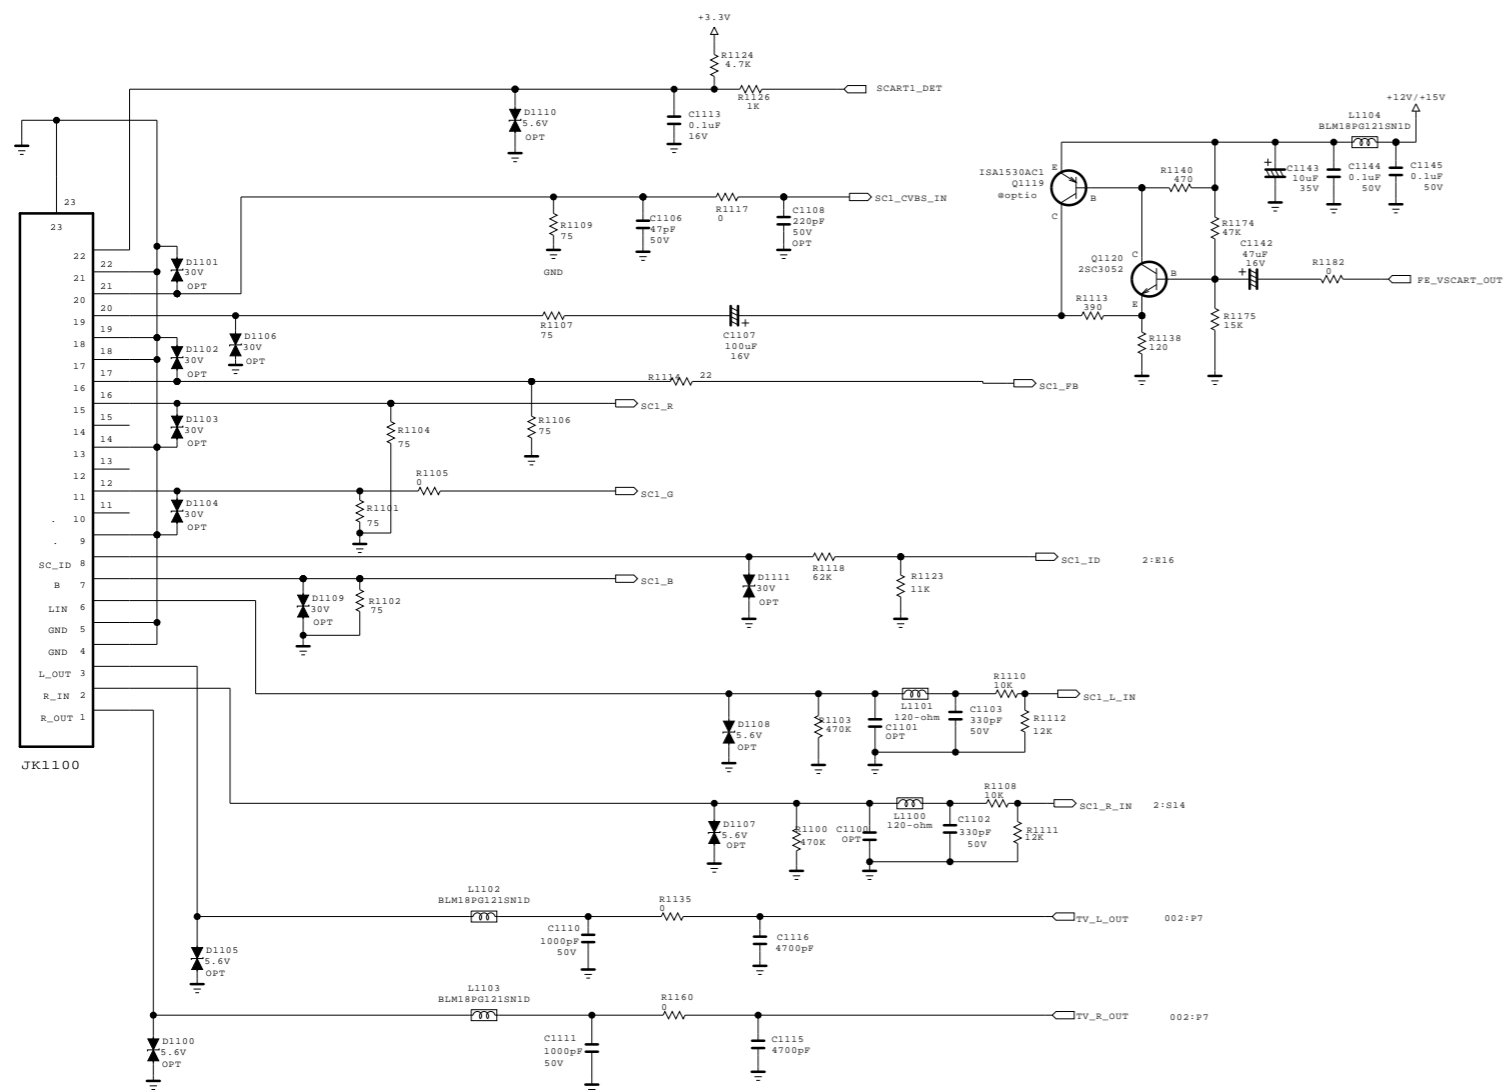 +3.3V
R1124
4.7K
R1126
1K
SCART1_DET
D1110
5.6V
OPT
C1113
0.1uF
16V
+12V/+15V
L1104
BLM18PG121SN1D
ISA1530AC1
Q1119
@optio
E
B
C
R1140
470
C1143
10uF
35V
C1144
0.1uF
50V
C1145
0.1uF
50V
R1174
47K
C1142
47uF
16V
Q1120
2SC3052
C
B
E
R1182
0
FE_VSCART_OUT
R1113
390
R1138
120
R1175
15K
23
23
D1101
30V
OPT
R1109
75
GND
C1106
47pF
50V
R1117
0
C1108
220pF
50V
OPT
SC1_CVBS_IN
22
22
21
21
20
20
19
19
18
18
17
17
16
16
15
15
14
14
13
13
12
12
11
11
. 10
. 9
SC_ID 8
B 7
LIN 6
GND 5
GND 4
L_OUT 3
R_IN 2
R_OUT 1
JK1100
D1106
30V
OPT
R1107
75
C1107
100uF
16V
D1102
30V
OPT
R1114 22
SC1_FB
SC1_R
D1103
30V
OPT
R1104
75
R1106
75
R1105
0
SC1_G
D1104
30V
OPT
R1101
75
SC1_ID 2:E16
R1118
62K
D1111
30V
OPT
R1123
11K
SC1_B
D1109
30V
OPT
R1102
75
R1110
10K
SC1_L_IN
L1101
120-ohm
D1108
5.6V
OPT
R1103
470K
C1101
OPT
C1103
330pF
50V
R1112
12K
R1108
10K
SC1_R_IN 2:S14
L1100
120-ohm
D1107
5.6V
OPT
R1100
470K
C1100
OPT
C1102
330pF
50V
R1111
12K
L1102
BLM18PG121SN1D
R1135
0
TV_L_OUT 002:P7
C1110
1000pF
50V
C1116
4700pF
D1105
5.6V
OPT
L1103
BLM18PG121SN1D
R1160
0
TV_R_OUT 002:P7
C1111
1000pF
50V
C1115
4700pF
D1100
5.6V
OPT